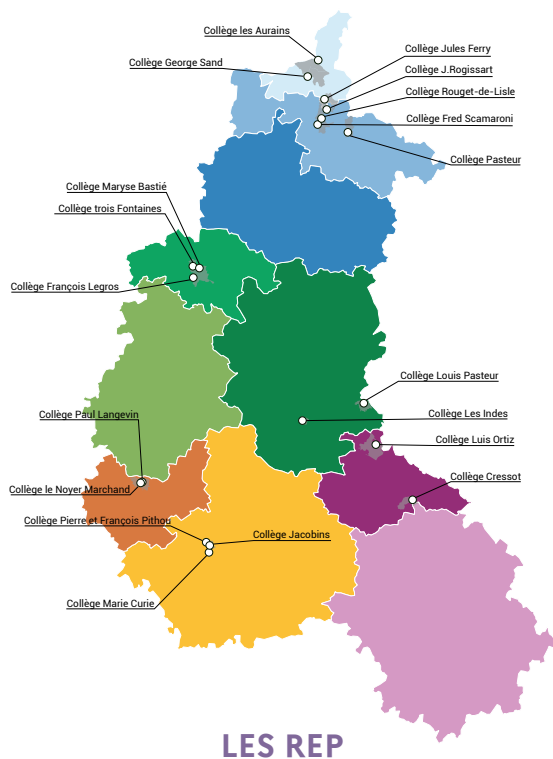 Collège les Aurains
Collège Jules Ferry
Collège George Sand
Collège J.Rogissart
Collège Rouget-de-Lisle
Collège Fred Scamaroni
Collège Pasteur
Collège Maryse Bastié
Collège trois Fontaines
Collège François Legros
Collège Louis Pasteur
Collège Paul Langevin
Collège Les Indes
Collège Luis Ortiz
Collège Cressot
Collège le Noyer Marchand
Collège Pierre et François Pithou
Collège Jacobins
Collège Marie Curie
LES REP